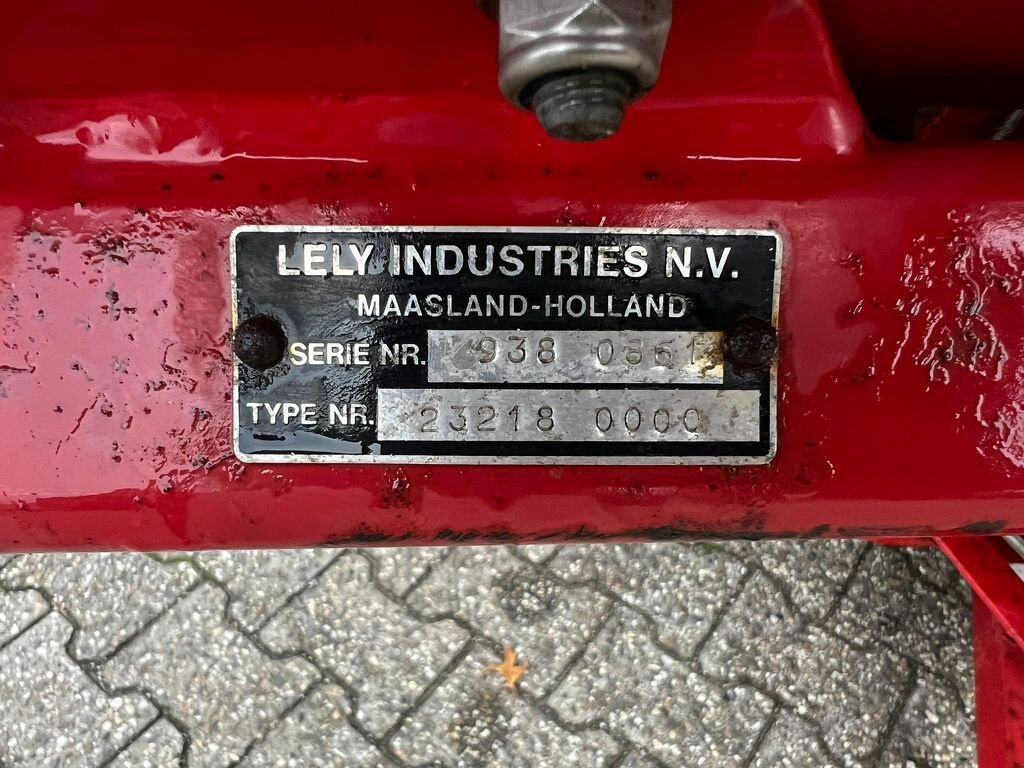 LELY INDUSTRIES N.V.
MAASLAND-HOLLAND
SERIE NR. 938 0861
TYPE NR. 23218 0000